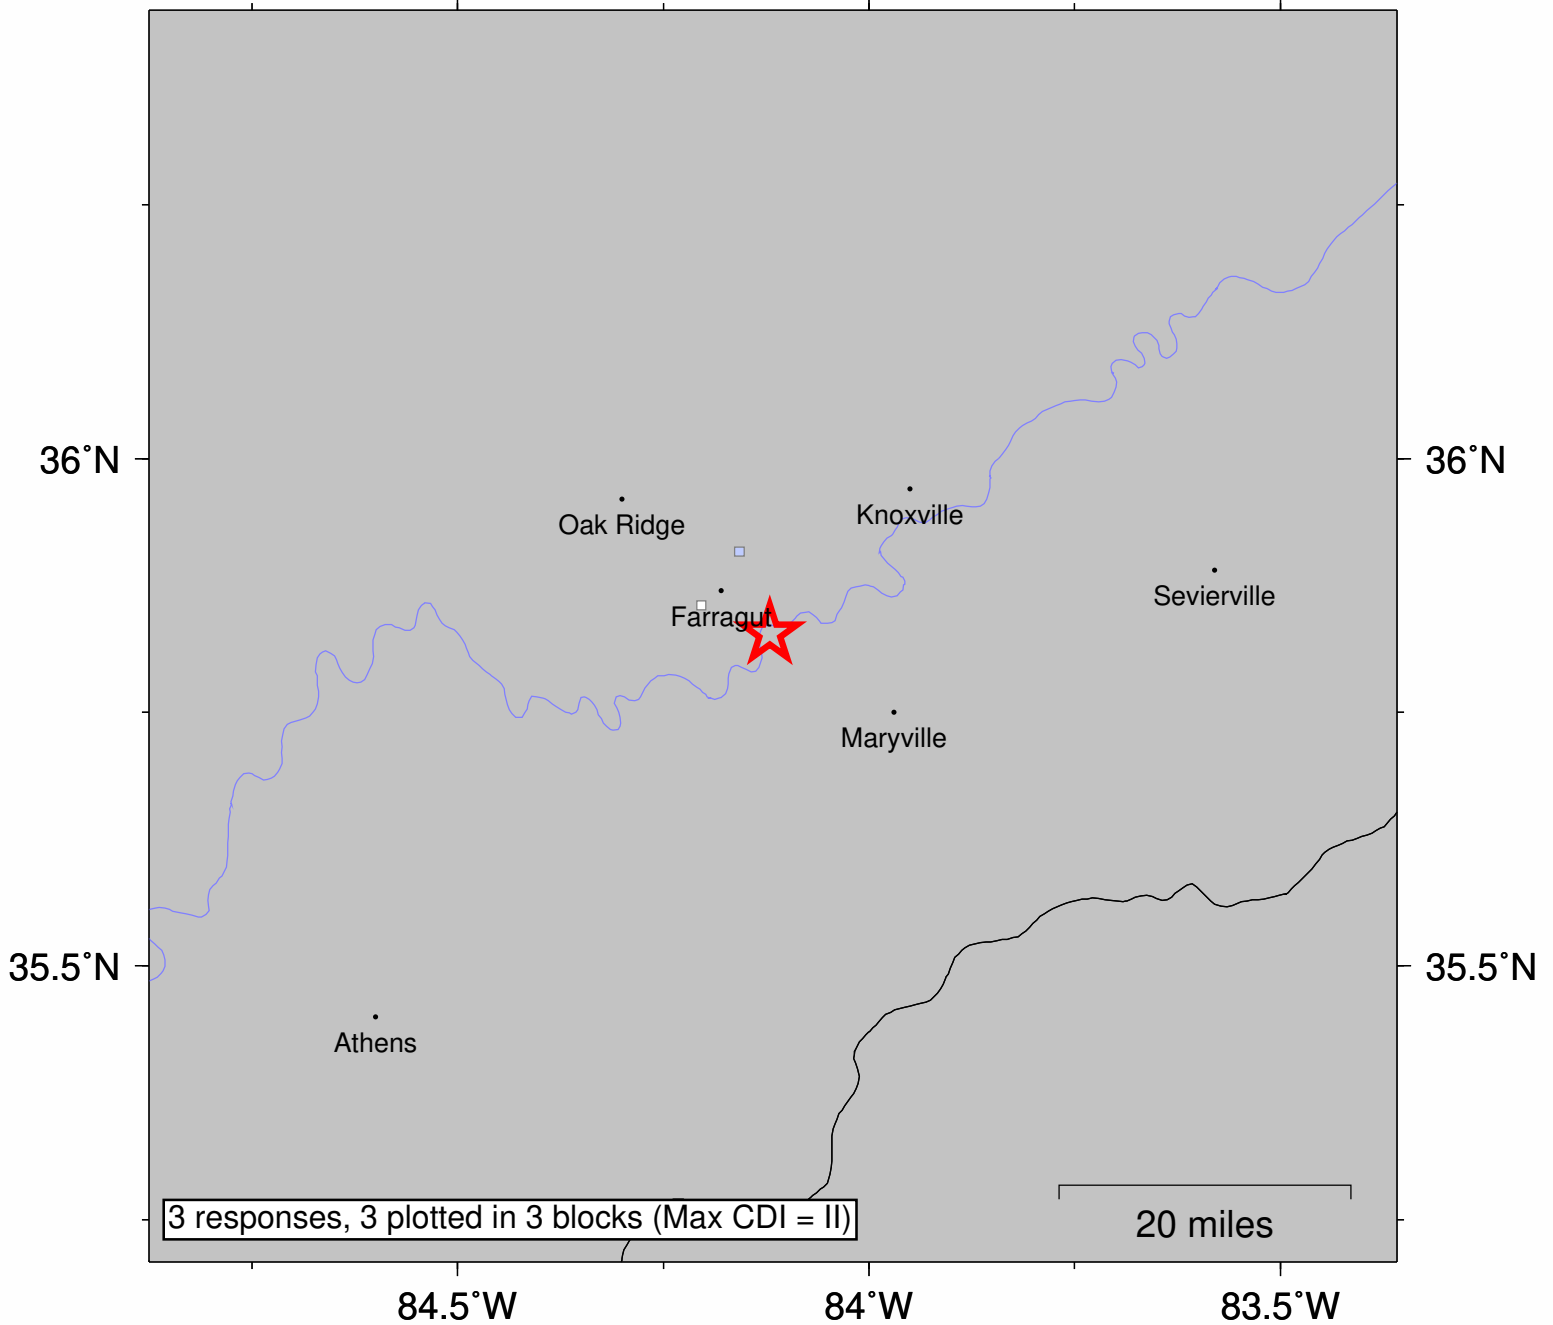 36˚N
36˚N
Oak Ridge
Knoxville
Sevierville
Farragut
Maryville
35.5˚N
35.5˚N
Athens
3 responses, 3 plotted in 3 blocks (Max CDI = II)
20 miles
84.5˚W
84˚W
83.5˚W